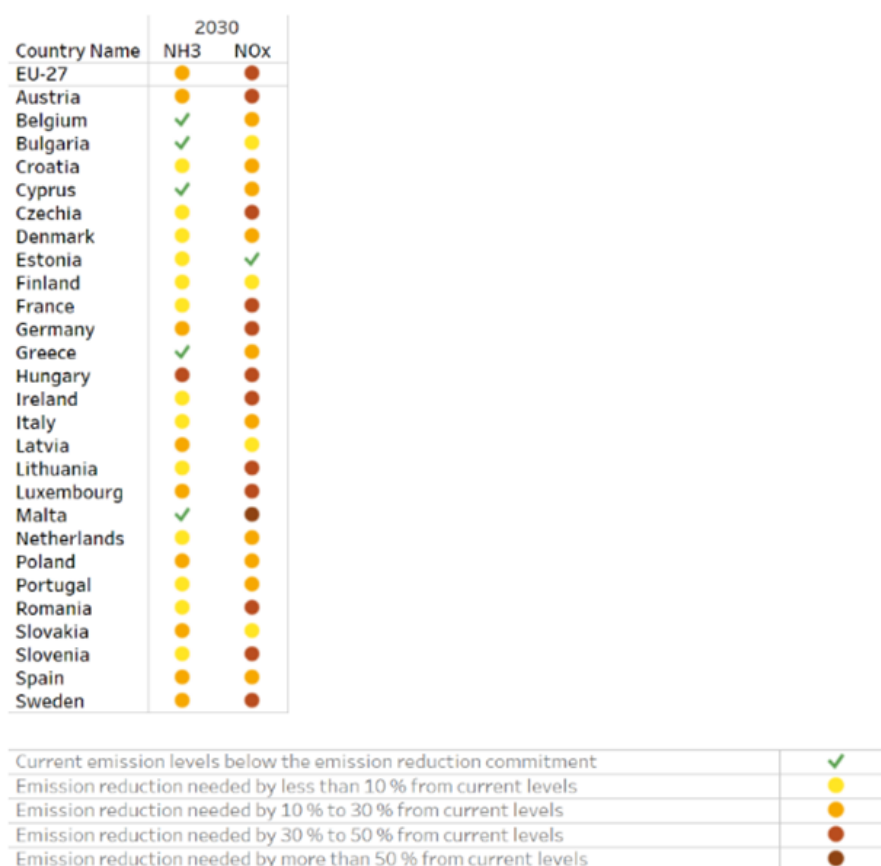 2030
Country Name NH3 NOx
EU-27
Austria
Belgium
Bulgaria
Croatia
Cyprus
Czechia
Denmark
Estonia
Finland
France
Germany
Greece
Hungary
Ireland
Italy
Latvia
Lithuania
Luxembourg
Malta
Netherlands
Poland
Portugal
Romania
Slovakia
Slovenia
Spain
Sweden
Current emission levels below the emission reduction commitment
Emission reduction needed by less than 10 % from current levels
Emission reduction needed by 10 % to 30 % from current levels
Emission reduction needed by 30 % to 50 % from current levels
Emission reduction needed by more than 50 % from current levels